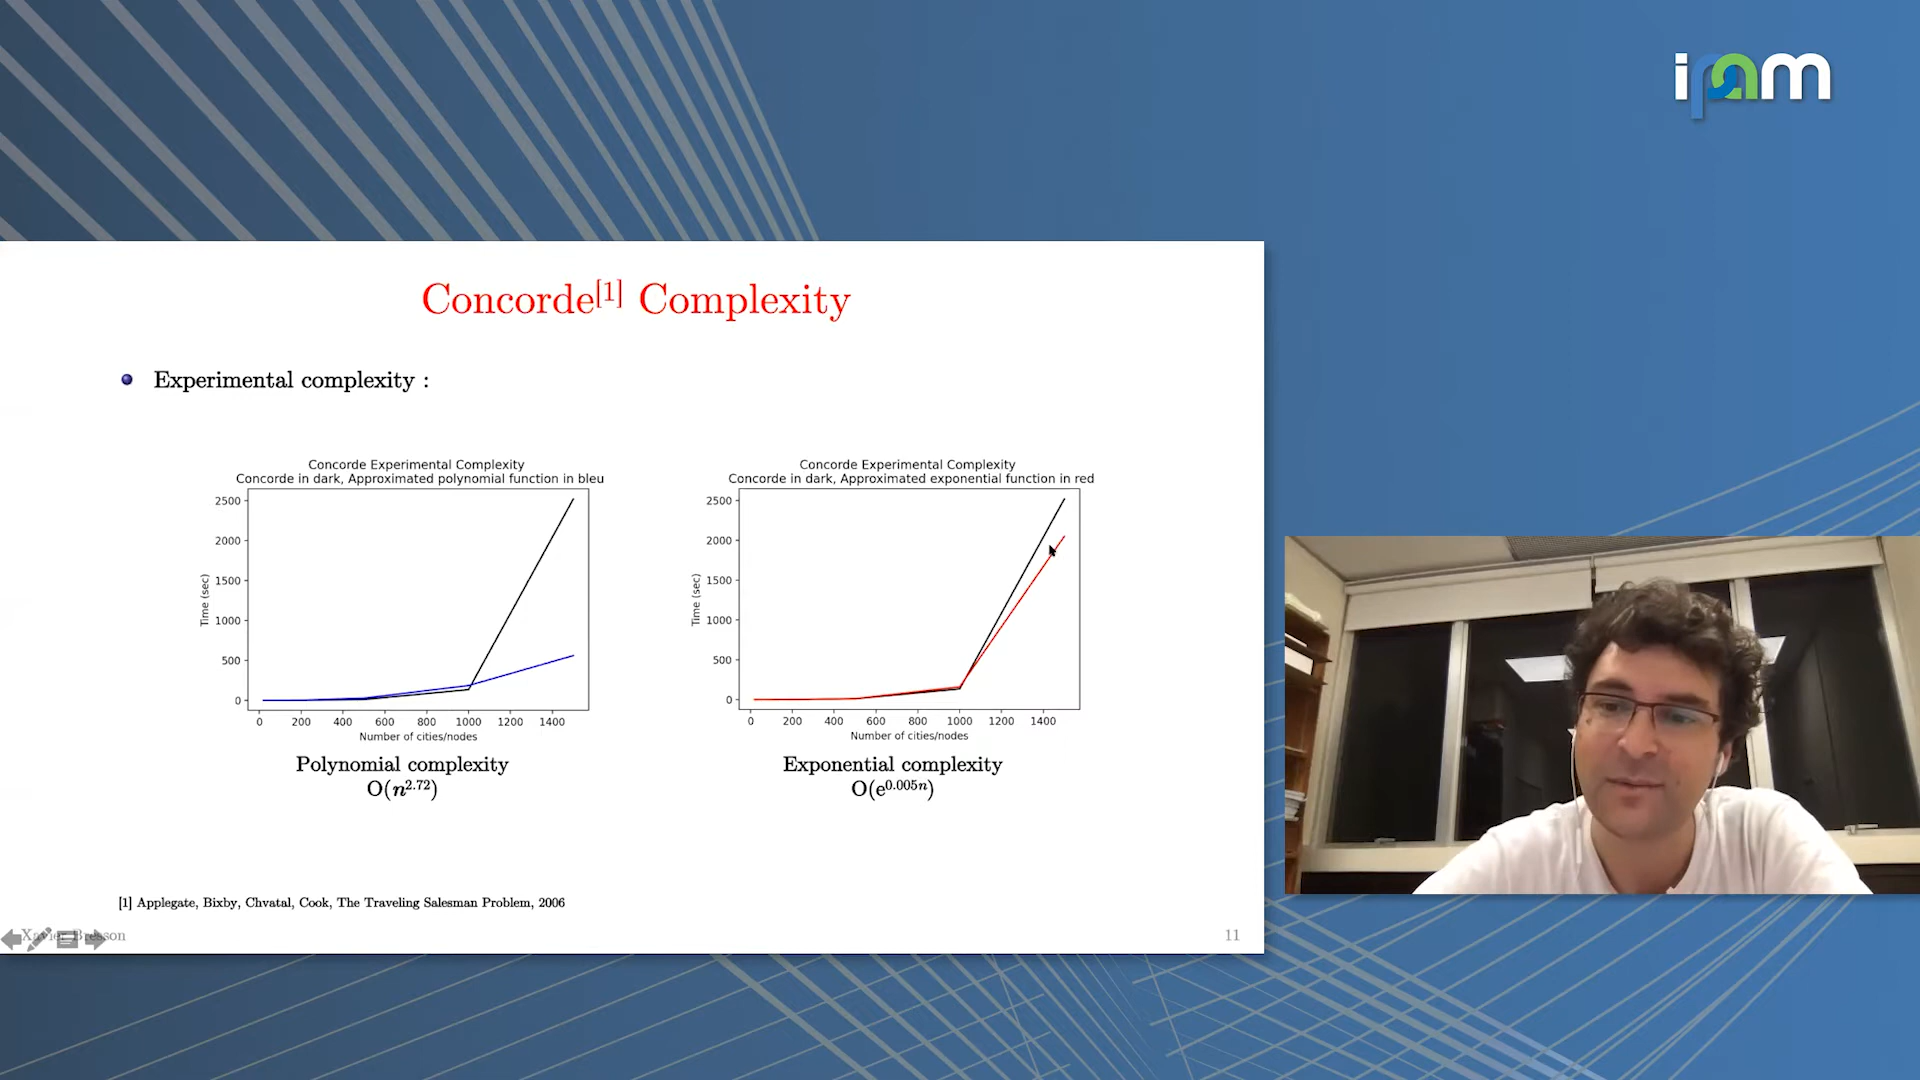 ipam
Concorde[1] Complexity
Experimental complexity :
Concorde Experimental Complexity
Concorde in dark, Approximated polynomial function in bleu
2500
2000
1500
1000
500
0
Time (sec)
0 200 400 600 800 1000 1200 1400
Number of cities/nodes
Polynomial complexity
O(n^2.72)
Concorde Experimental Complexity
Concorde in dark, Approximated exponential function in red
2500
2000
1500
1000
500
0
Time (sec)
0 200 400 600 800 1000 1200 1400
Number of cities/nodes
Exponential complexity
O(e^0.005n)
[1] Applegate, Bixby, Chvatal, Cook, The Traveling Salesman Problem, 2006
Xavier Bresson
11